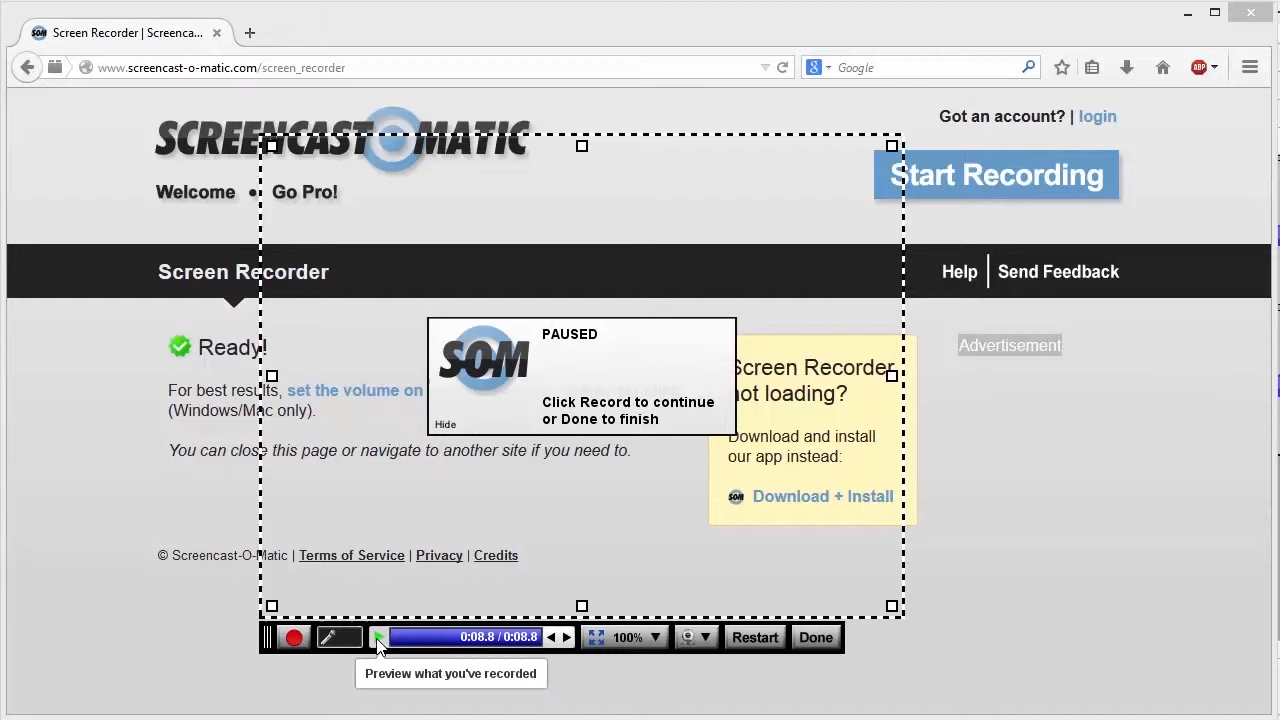 Screen Recorder | Screenca...
www.screencast-o-matic.com/screen_recorder
Google
ABP
Got an account? | login
SCREENCAST MATIC
Start Recording
Welcome • Go Pro!
Screen Recorder
Help | Send Feedback
Ready!
For best results, set the volume on
(Windows/Mac only).
You can close this page or navigate to another site if you need to.
PAUSED
SOM
Click Record to continue
or Done to finish
Hide
Screen Recorder
not loading?
Download and install
our app instead:
SOM Download + Install
Advertisement
© Screencast-O-Matic | Terms of Service | Privacy | Credits
0:08.8 / 0:08.8
100%
Restart
Done
Preview what you've recorded